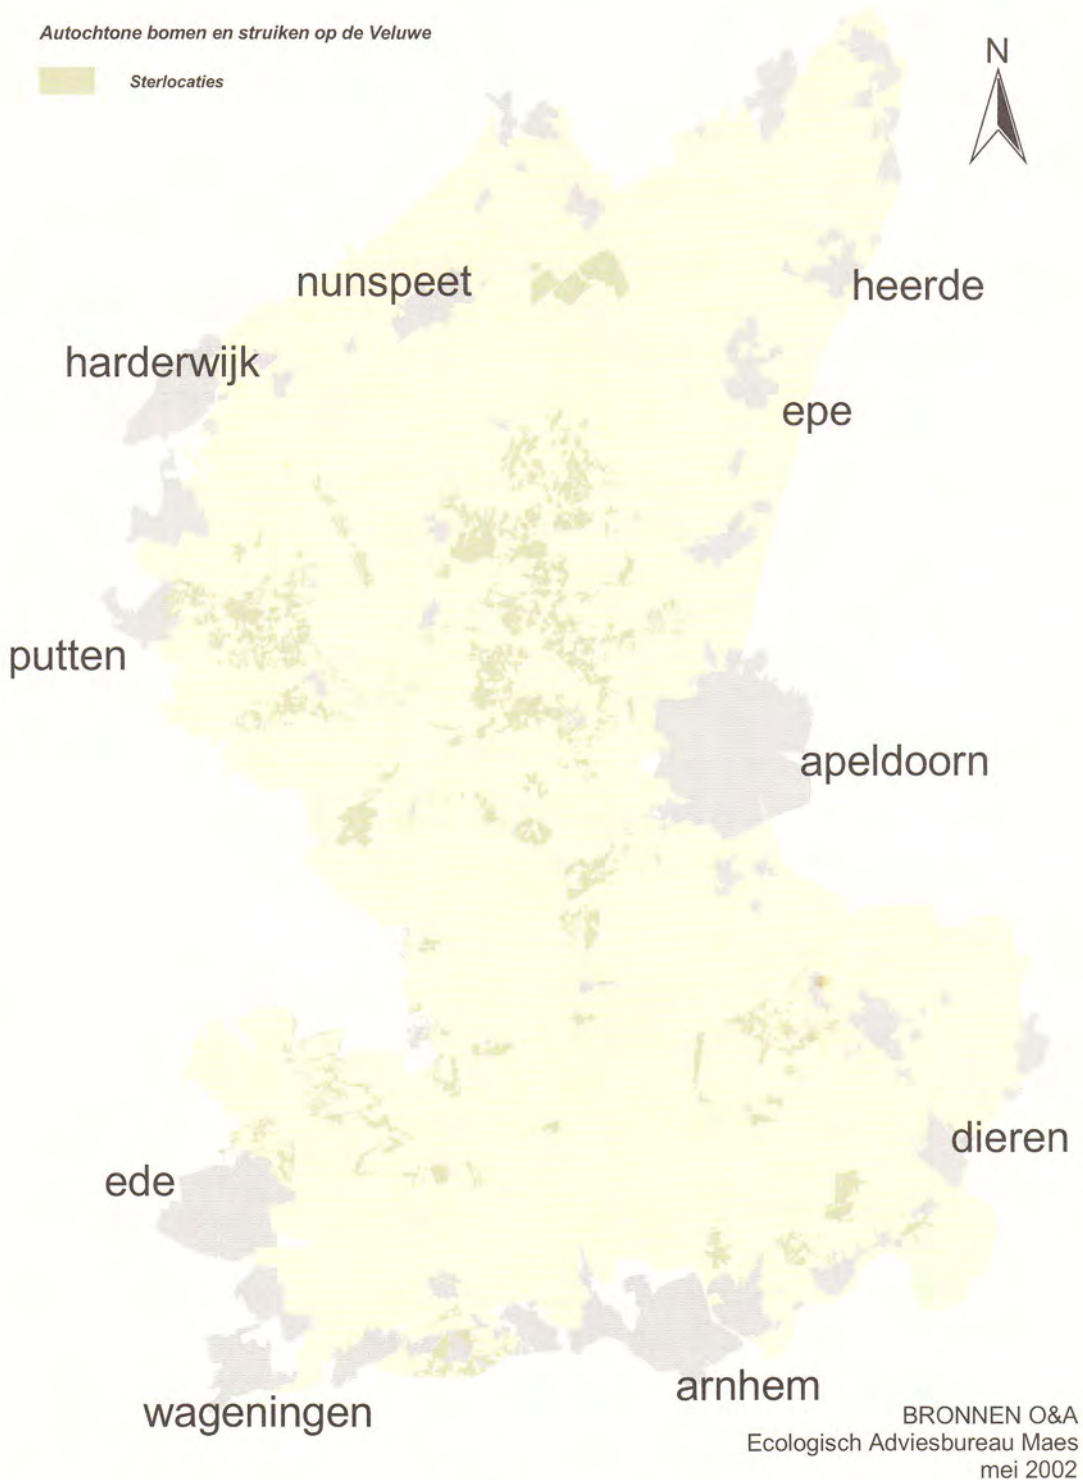 Autochtone bomen en struiken op de Veluwe
Sterlocaties
N
nunspeet
heerde
harderwijk
epe
putten
apeldoorn
dieren
ede
arnhem
wageningen
BRONNEN O&A
Ecologisch Adviesbureau Maes
mei 2002